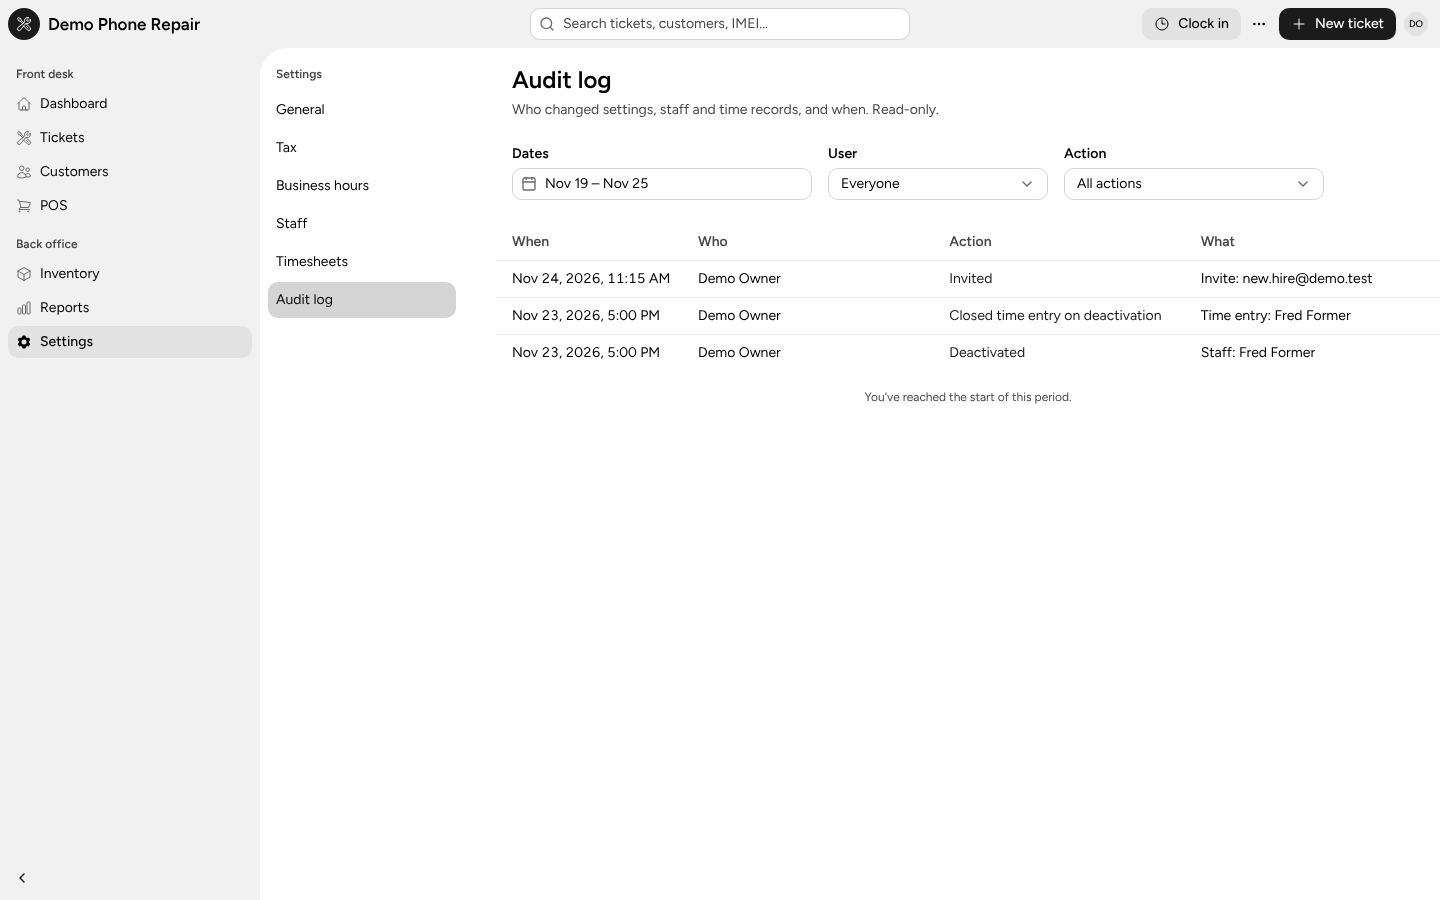 Demo Phone Repair
Search tickets, customers, IMEI...
Clock in
New ticket
DO
Front desk
Dashboard
Tickets
Customers
POS
Back office
Inventory
Reports
Settings
Settings
General
Tax
Business hours
Staff
Timesheets
Audit log
Audit log
Who changed settings, staff and time records, and when. Read-only.
Dates
User
Action
Nov 19 – Nov 25
Everyone
All actions
When Who Action What
Nov 24, 2026, 11:15 AM Demo Owner Invited Invite: new.hire@demo.test
Nov 23, 2026, 5:00 PM Demo Owner Closed time entry on deactivation Time entry: Fred Former
Nov 23, 2026, 5:00 PM Demo Owner Deactivated Staff: Fred Former
You've reached the start of this period.